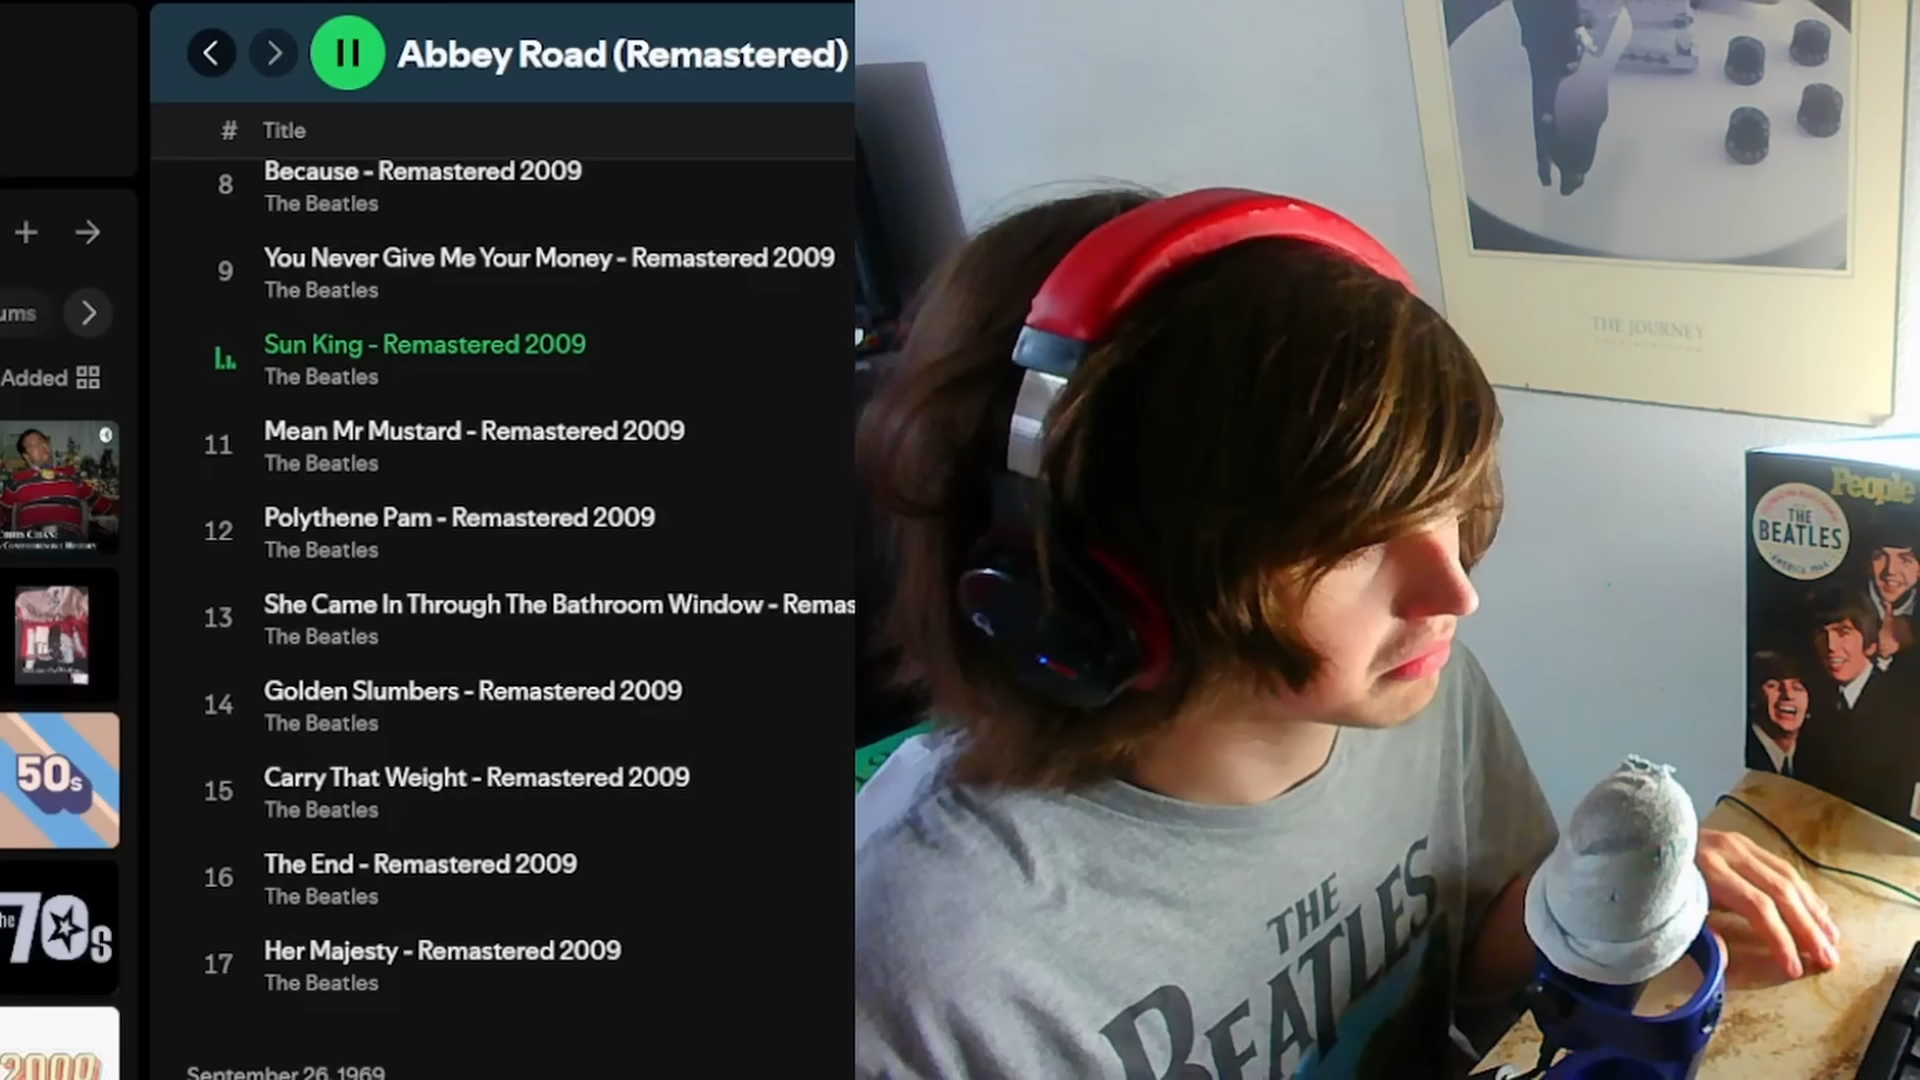 Abbey Road (Remastered)
# Title
8
Because - Remastered 2009
The Beatles
9
You Never Give Me Your Money - Remastered 2009
The Beatles
Sun King - Remastered 2009
The Beatles
11
Mean Mr Mustard - Remastered 2009
The Beatles
12
Polythene Pam - Remastered 2009
The Beatles
13
She Came In Through The Bathroom Window - Remas
The Beatles
14
Golden Slumbers - Remastered 2009
The Beatles
15
Carry That Weight - Remastered 2009
The Beatles
16
The End - Remastered 2009
The Beatles
17
Her Majesty - Remastered 2009
The Beatles
September 26, 1969
ums
Added
50s
the
70s
2000
THE JOURNEY
People
THE
BEATLES
AMERICA 1964
THE
BEATLES